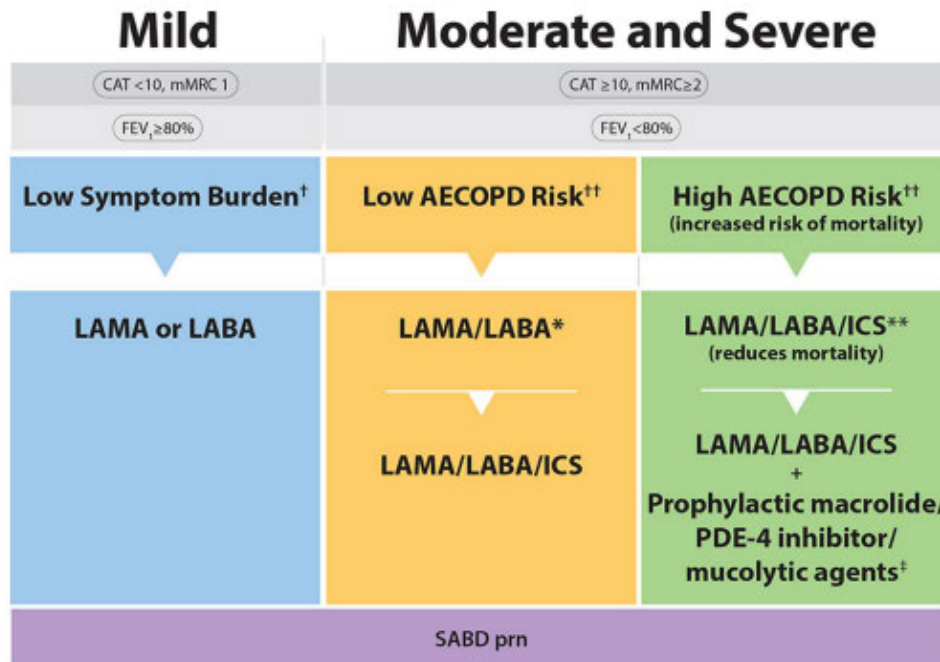 Mild
Moderate and Severe
CAT <10, mMRC 1
CAT ≥10, mMRC≥2
FEV₁≥80%
FEV₁<80%
Low Symptom Burden†
Low AECOPD Risk††
High AECOPD Risk††
(increased risk of mortality)
LAMA or LABA
LAMA/LABA*
LAMA/LABA/ICS
LAMA/LABA/ICS**
(reduces mortality)
LAMA/LABA/ICS
+
Prophylactic macrolide/
PDE-4 inhibitor/
mucolytic agents‡
SABD prn